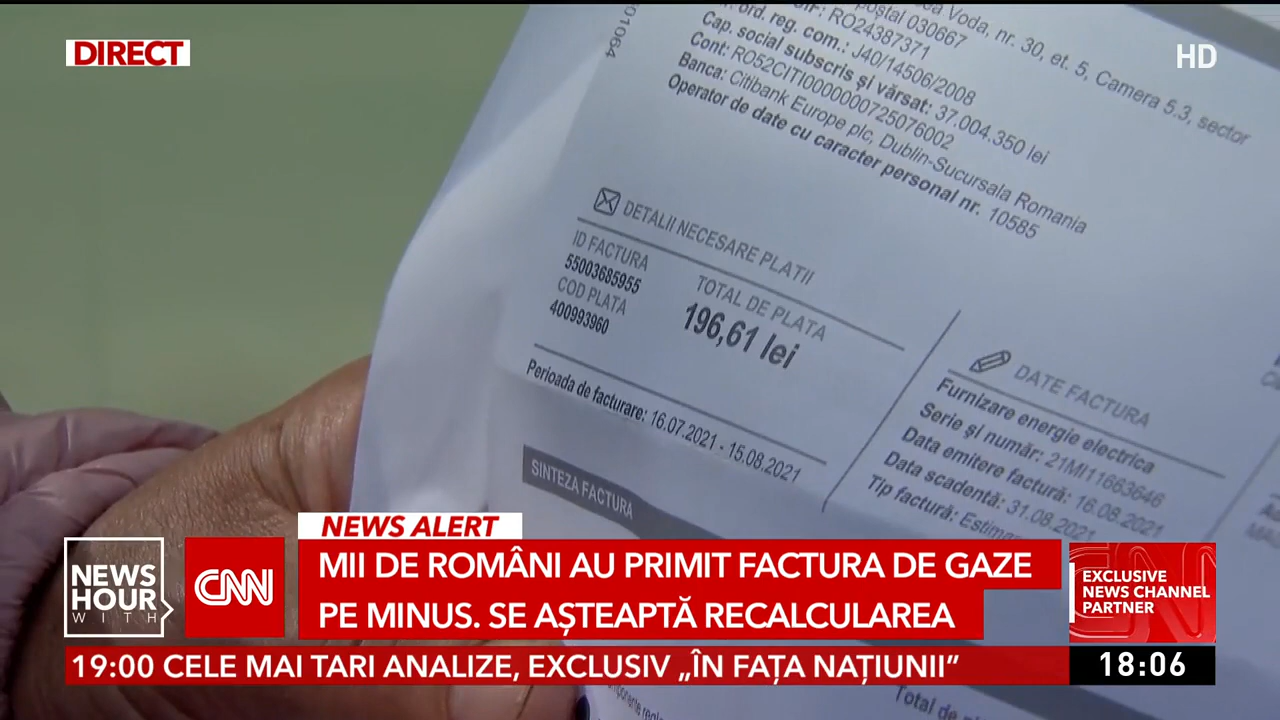 DIRECT
HD
01064
Voda, nr. 30, et. 5, Camera 5.3, sector
poștal 030667
RO24387371
ord. reg. com.: J40/14506/2008
Cap. social subscris și vărsat: 37.004.350 lei
Cont: RO52CITI0000000725076002
Banca: Citibank Europe plc, Dublin-Sucursala Romania
Operator de date cu caracter personal nr. 10585
DETALII NECESARE PLATII
ID FACTURA
55003685955
COD PLATA
400993960
TOTAL DE PLATA
196,61 lei
Perioada de facturare: 16.07.2021 - 15.08.2021
SINTEZA FACTURA
DATE FACTURA
Furnizare energie electrica
Serie și număr: 21MI11663646
Data emitere factură: 16.08.2021
Data scadentă: 31.08.2021
Tip factură:
Total de
NEWS ALERT
NEWS
HOUR
WITH
CNN
MII DE ROMÂNI AU PRIMIT FACTURA DE GAZE
PE MINUS. SE AȘTEAPTĂ RECALCULAREA
EXCLUSIVE
NEWS CHANNEL
PARTNER
19:00 CELE MAI TARI ANALIZE, EXCLUSIV „ÎN FAȚA NAȚIUNII”
18:06